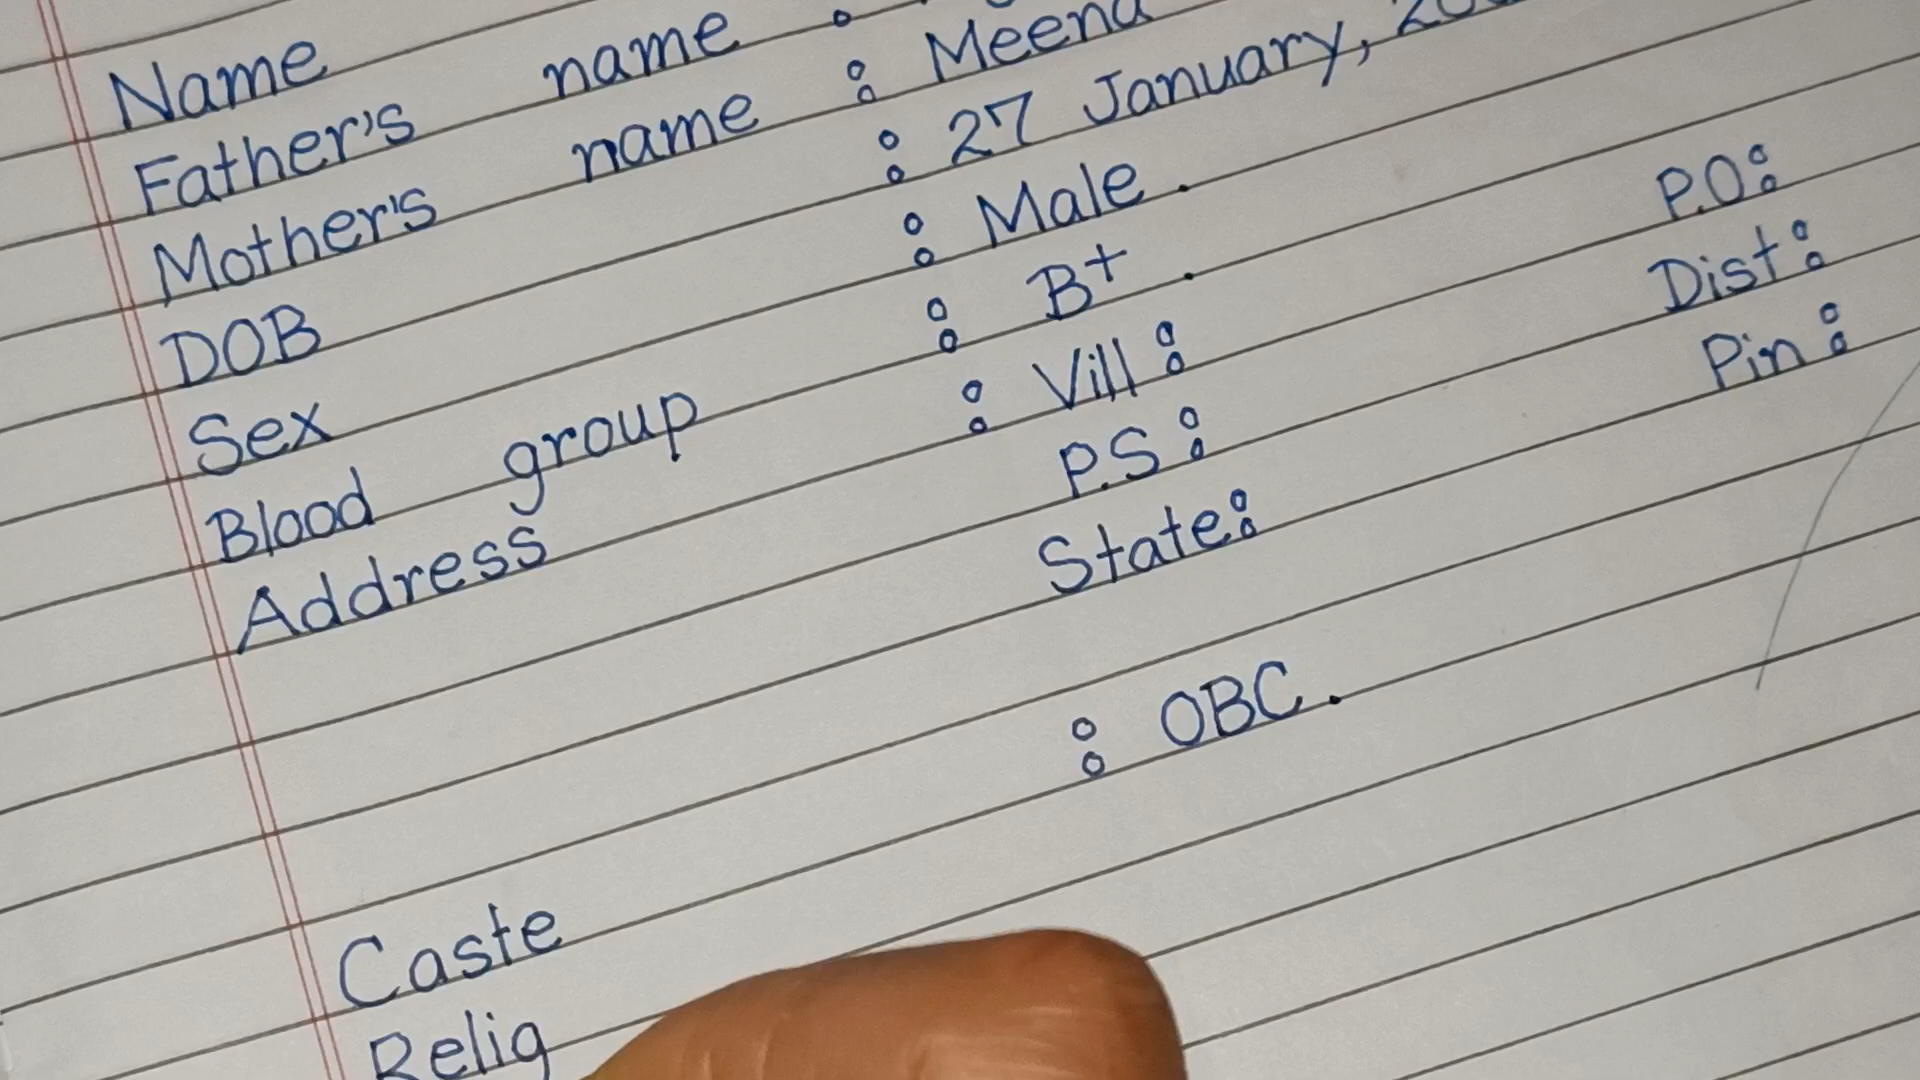 Name
Father's name :
Mother's name : Meena
DOB : 27 January,
Sex : Male.
Blood group : B+.
Address : Vill: P.O:
P.S: Dist:
State: Pin:
Caste : OBC.
Relig